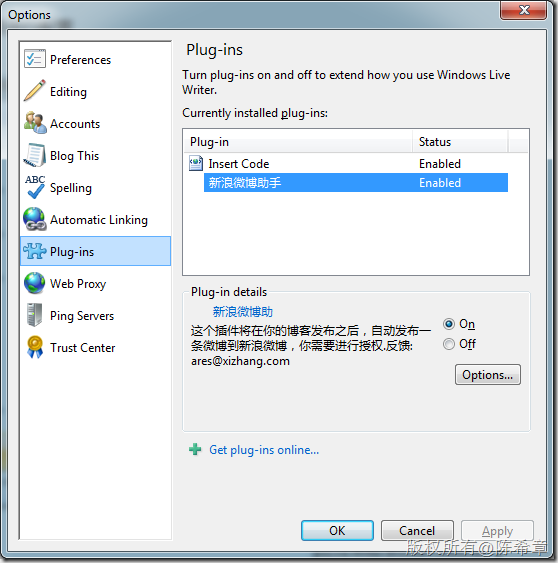 Options
Preferences
Editing
Accounts
Blog This
Spelling
Automatic Linking
Plug-ins
Web Proxy
Ping Servers
Trust Center
Plug-ins
Turn plug-ins on and off to extend how you use Windows Live
Writer.
Currently installed plug-ins:
Plug-in Status
Insert Code Enabled
新浪微博助手 Enabled
Plug-in details
新浪微博助
这个插件将在你的博客发布之后，自动发布一
条微博到新浪微博，你需要进行授权.反馈:
ares@xizhang.com
On
Off
Options...
Get plug-ins online...
OK Cancel Apply
版权所有@陈希章
ABC